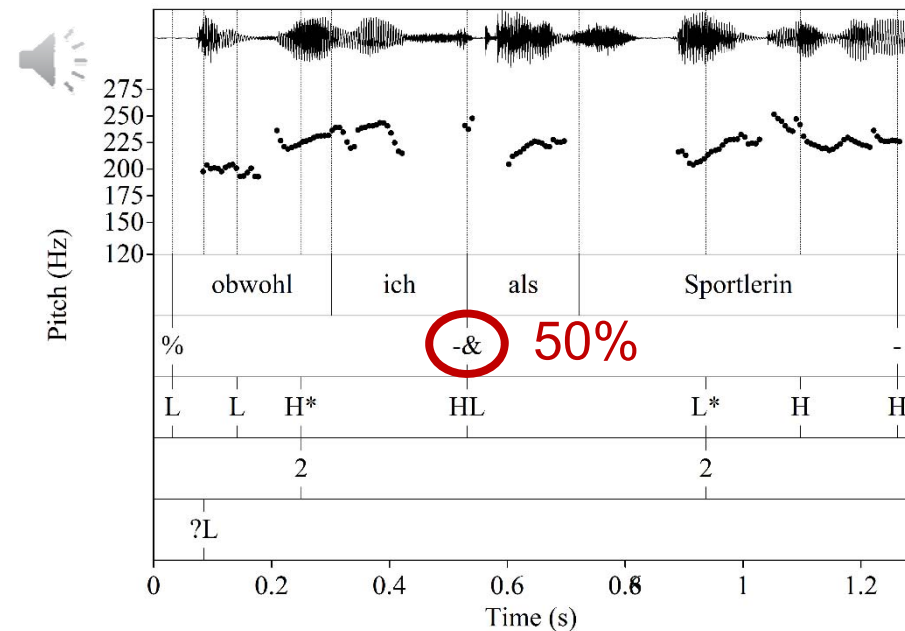 275
250
225
200
175
150
120
Pitch (Hz)
obwohl ich als Sportlerin
% -& 50% -
L L H* HL L* H H
2 2
?L
0 0.2 0.4 0.6 0.8 1 1.2
Time (s)